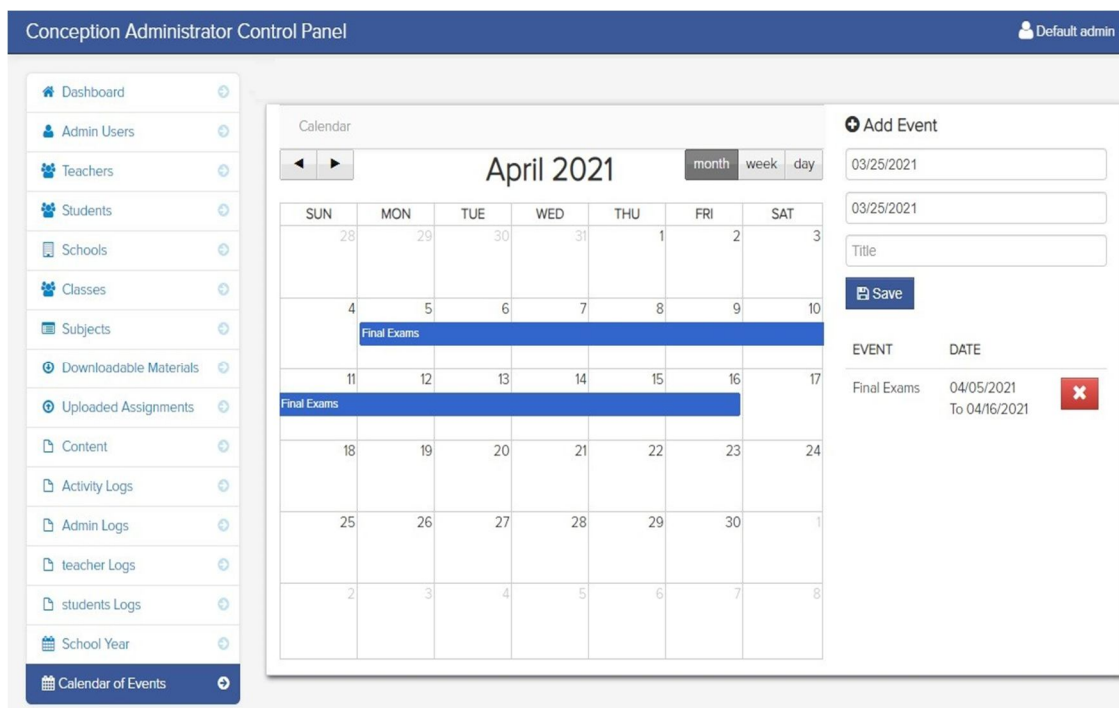 Conception Administrator Control Panel
Default admin
Dashboard
Admin Users
Teachers
Students
Schools
Classes
Subjects
Downloadable Materials
Uploaded Assignments
Content
Activity Logs
Admin Logs
teacher Logs
students Logs
School Year
Calendar of Events
Calendar
April 2021
month week day
SUN MON TUE WED THU FRI SAT
28 29 30 31 1 2 3
4 5 6 7 8 9 10
Final Exams
11 12 13 14 15 16 17
Final Exams
18 19 20 21 22 23 24
25 26 27 28 29 30 1
2 3 4 5 6 7 8
Add Event
03/25/2021
03/25/2021
Title
Save
EVENT DATE
Final Exams 04/05/2021
To 04/16/2021